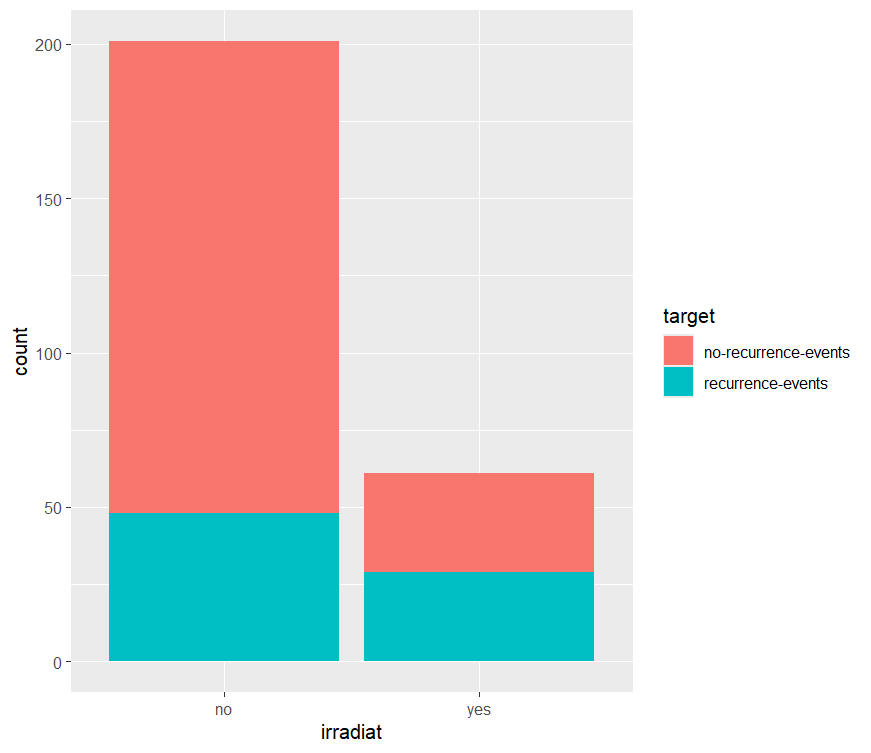 200
150
100
50
0
count
no
yes
irradiat
target
no-recurrence-events
recurrence-events